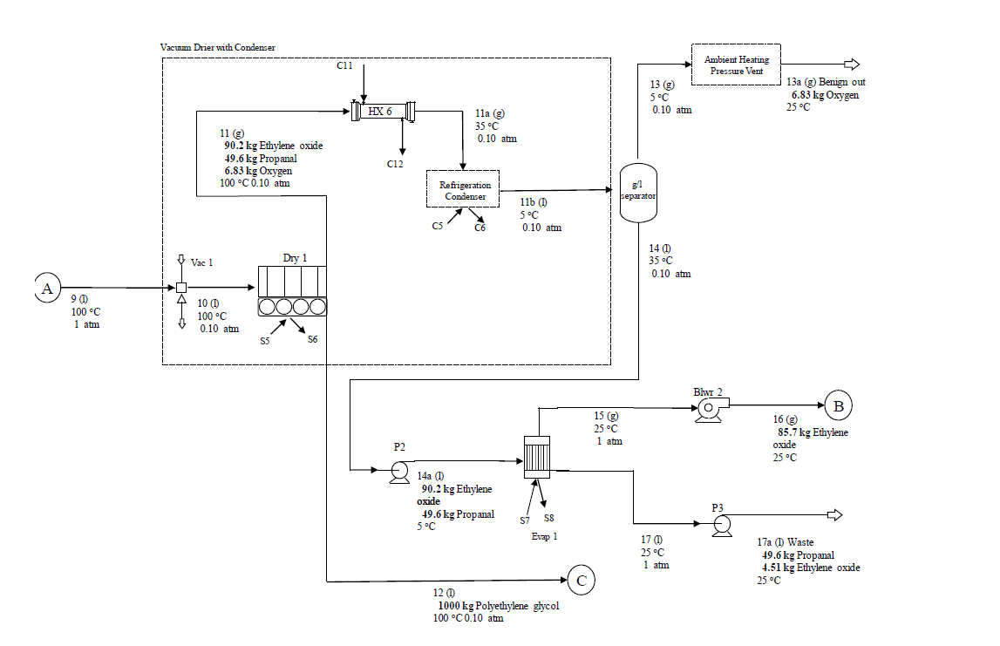 Vacuum Drier with Condenser
C11
HX 6
C12
11 (g)
90.2 kg Ethylene oxide
49.6 kg Propanal
6.83 kg Oxygen
100 °C 0.10 atm
11a (g)
35 °C
0.10 atm
Refrigeration
Condenser
C5
C6
11b (l)
5 °C
0.10 atm
13 (g)
5 °C
0.10 atm
Ambient Heating
Pressure Vent
13a (g) Benign out
6.83 kg Oxygen
25 °C
g/l
separator
14 (l)
35 °C
0.10 atm
A
9 (l)
100 °C
1 atm
Vac 1
10 (l)
100 °C
0.10 atm
Dry 1
S5
S6
P2
14a (l)
90.2 kg Ethylene
oxide
49.6 kg Propanal
5 °C
15 (g)
25 °C
1 atm
Blwr 2
B
16 (g)
85.7 kg Ethylene
oxide
25 °C
S7
S8
Evap 1
17 (l)
25 °C
1 atm
P3
17a (l) Waste
49.6 kg Propanal
4.51 kg Ethylene oxide
25 °C
C
12 (l)
1000 kg Polyethylene glycol
100 °C 0.10 atm